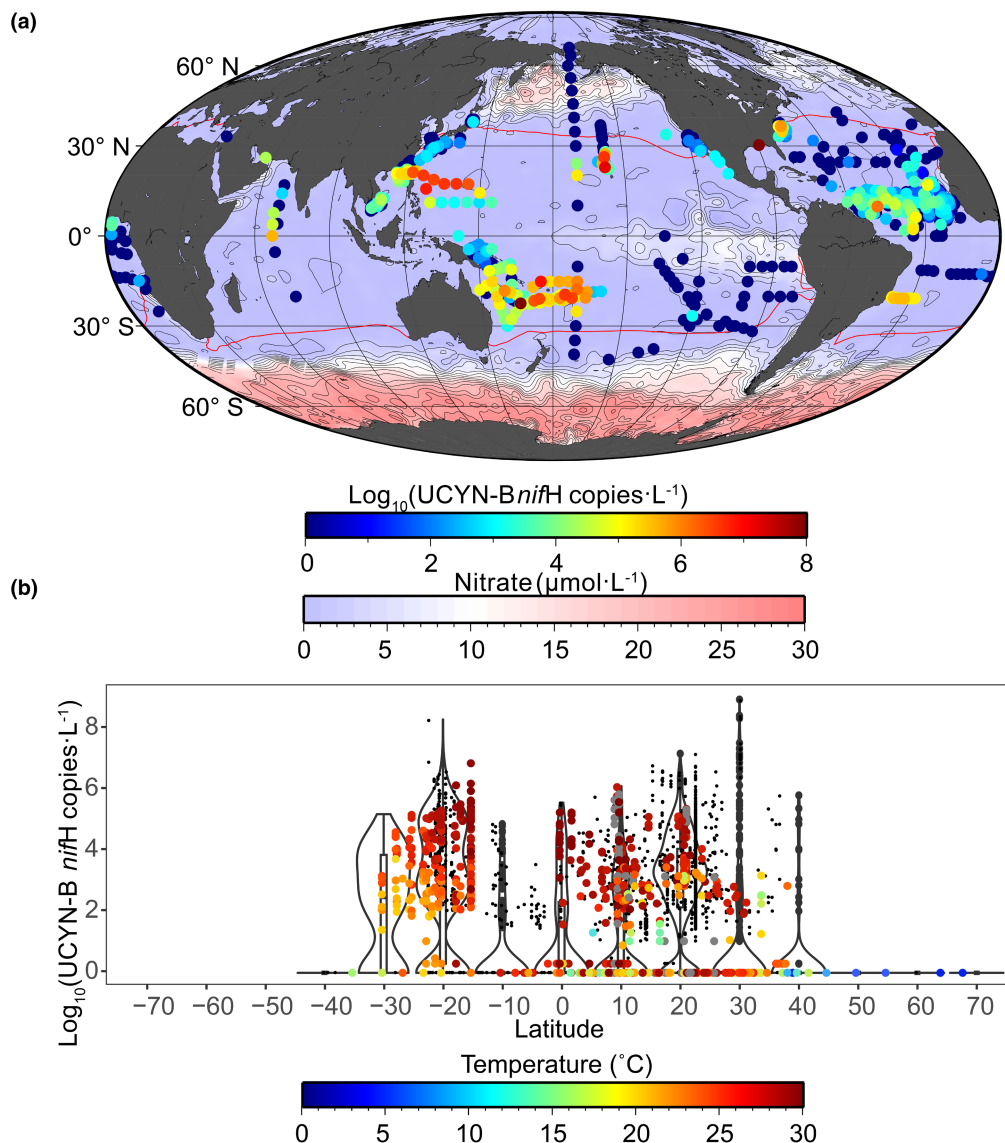 (a)
60° N
30° N
0°
30° S
60° S
Log10(UCYN-B nifH copies·L−1)
0 2 4 6 8
Nitrate (µmol·L−1)
0 5 10 15 20 25 30
(b)
Log10(UCYN-B nifH copies·L−1)
8
6
4
2
0
−70 −60 −50 −40 −30 −20 −10 0 10 20 30 40 50 60 70
Latitude
Temperature (°C)
0 5 10 15 20 25 30